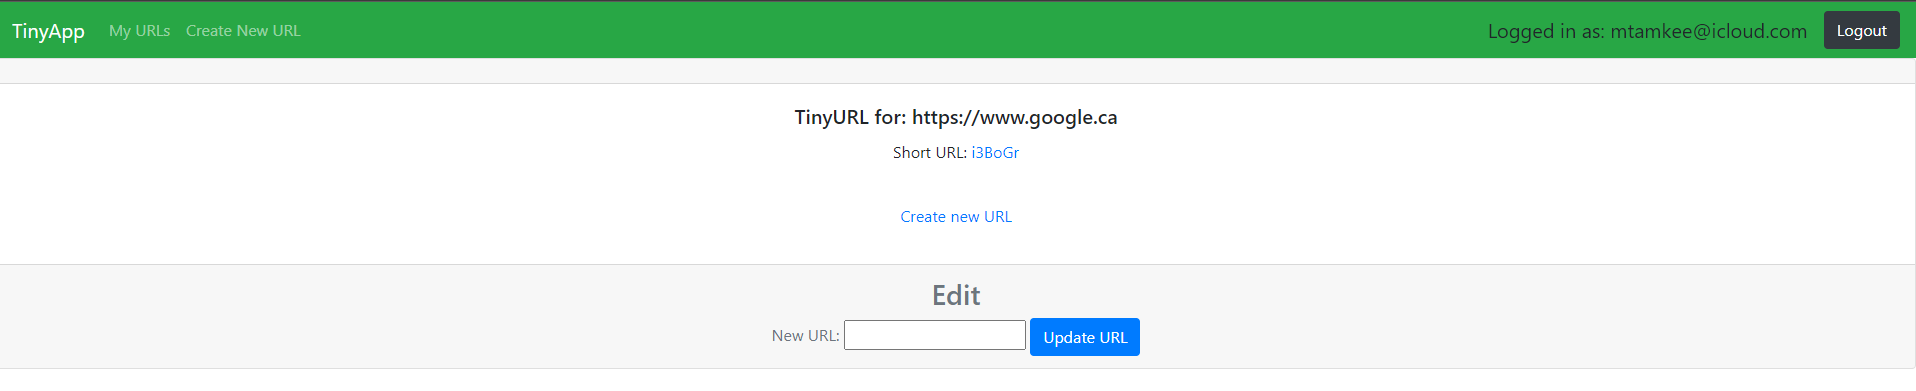 TinyApp My URLs Create New URL Logged in as: mtamkee@icloud.com Logout
TinyURL for: https://www.google.ca
Short URL: i3BoGr
Create new URL
Edit
New URL: Update URL